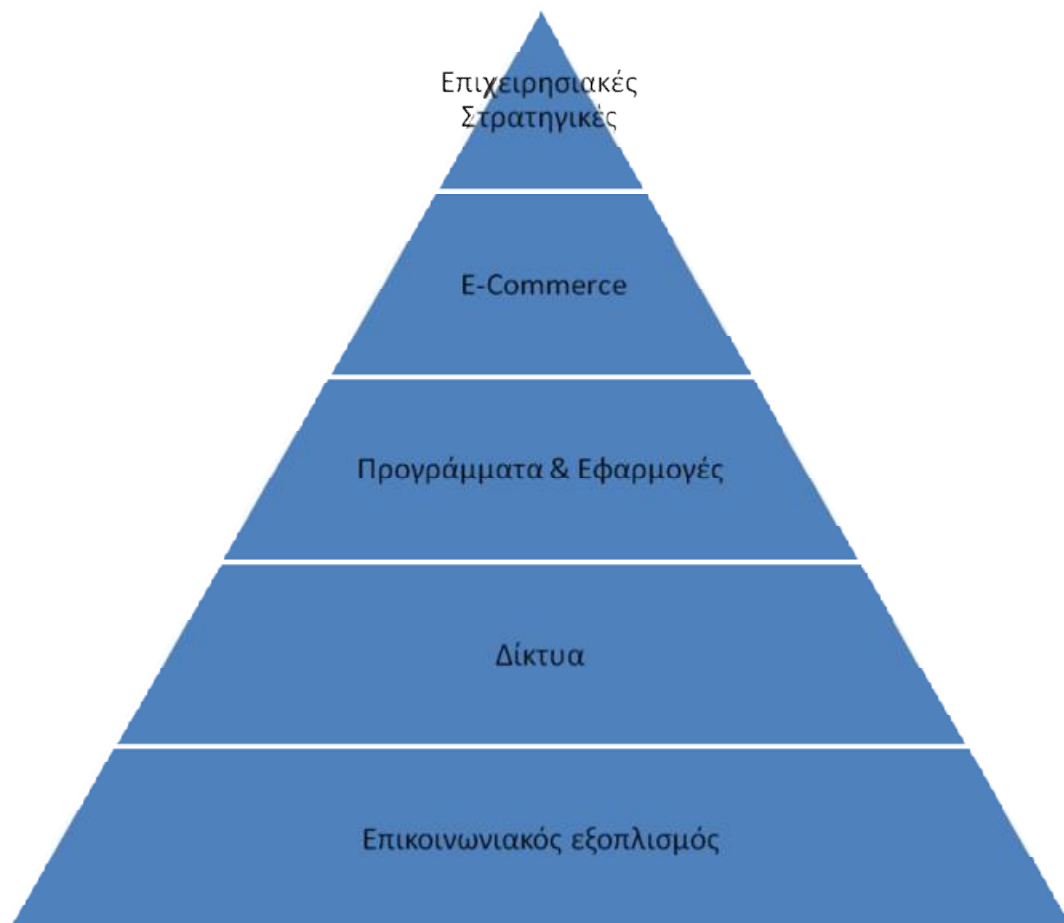 Επιχειρησιακές
Στρατηγικές
E-Commerce
Προγράμματα & Εφαρμογές
Δίκτυα
Επικοινωνιακός εξοπλισμός